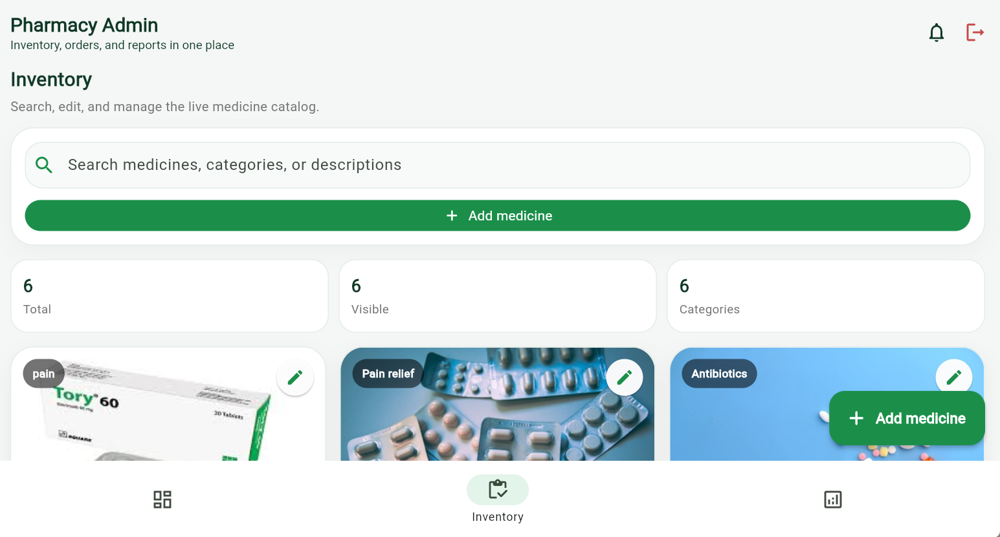 Pharmacy Admin
Inventory, orders, and reports in one place
Inventory
Search, edit, and manage the live medicine catalog.
Search medicines, categories, or descriptions
+ Add medicine
6
Total
6
Visible
6
Categories
pain
Pain relief
Antibiotics
Tory 60
30 Tablets
SQUARE
+ Add medicine
Inventory